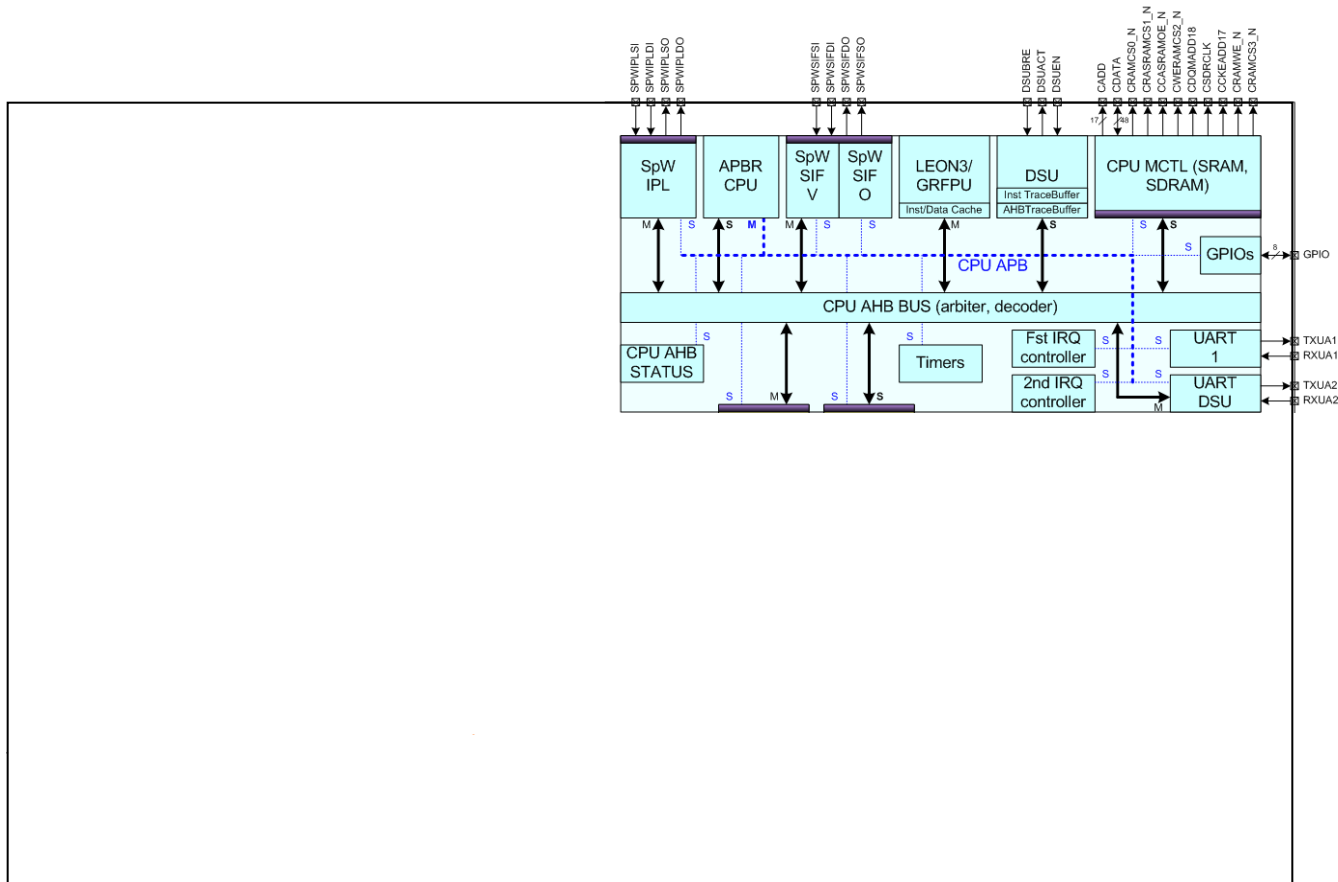 SPWIPLSI
SPWIPLDI
SPWIPLSO
SPWIPLDO
SPWSIFSI
SPWSIFDI
SPWSIFDO
SPWSIFSO
DSUBRE
DSUACT
DSUEN
CADD
CDATA
CRAMCS0_N
CRASRAMCS1_N
CCASRAMOE_N
CWERAMCS2_N
CDQMADD18
CSDRCLK
CCKEADD17
CRAMWE_N
CRAMCS3_N
17
48
SpW
IPL
APBR
CPU
SpW
SIF
V
SpW
SIF
O
LEON3/
GRFPU
Inst/Data Cache
DSU
Inst TraceBuffer
AHBTraceBuffer
CPU MCTL (SRAM,
SDRAM)
M
S
S
M
M
S
S
M
S
S
S
S
GPIOs
8
GPIO
CPU APB
CPU AHB BUS (arbiter, decoder)
S
CPU AHB
STATUS
S
M
S
S
S
Timers
Fst IRQ
controller
S
S
UART
1
TXUA1
RXUA1
2nd IRQ
controller
S
S
M
UART
DSU
TXUA2
RXUA2